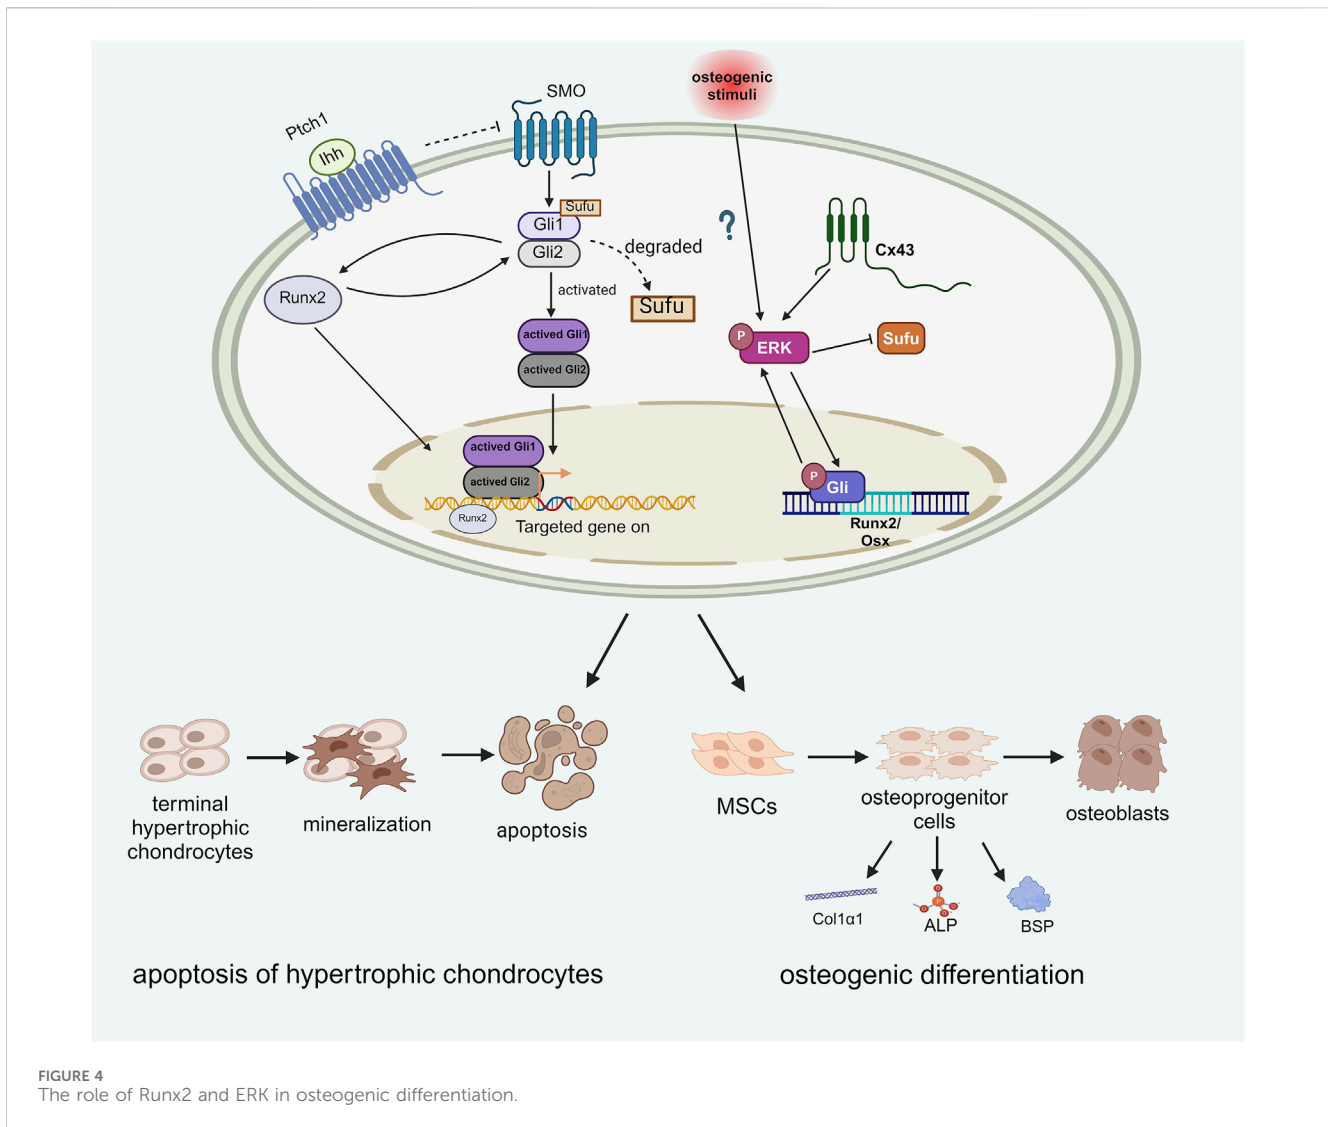 osteogenic
stimuli
SMO
Ptch1
Ihh
Sufu
Gli1
Gli2
degraded
?
Cx43
Runx2
activated
Sufu
actived Gli1
actived Gli2
P
ERK
Sufu
actived Gli1
actived Gli2
Runx2
Targeted gene on
P
Gli
Runx2/
Osx
terminal
hypertrophic
chondrocytes
mineralization
apoptosis
MSCs
osteoprogenitor
cells
osteoblasts
Col1α1
P
O
O
O
O
ALP
BSP
apoptosis of hypertrophic chondrocytes
osteogenic differentiation
FIGURE 4
The role of Runx2 and ERK in osteogenic differentiation.